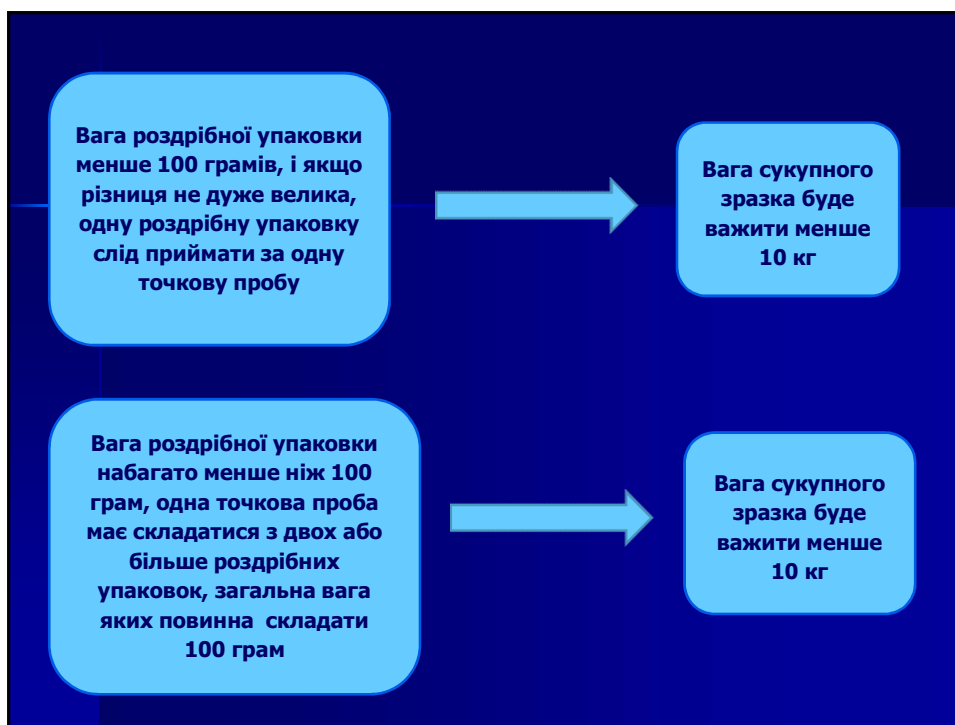 Вага роздрібної упаковки
менше 100 грамів, і якщо
різниця не дуже велика,
одну роздрібну упаковку
слід приймати за одну
точкову пробу
Вага сукупного
зразка буде
важити менше
10 кг
Вага роздрібної упаковки
набагато менше ніж 100
грам, одна точкова проба
має складатися з двох або
більше роздрібних
упаковок, загальна вага
яких повинна складати
100 грам
Вага сукупного
зразка буде
важити менше
10 кг